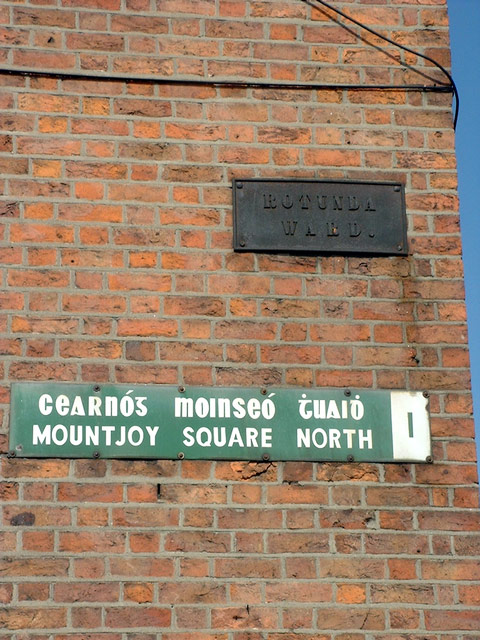 ROTUNDA
WARD.
Cearnóg Moinseó Ṫuaiḋ
MOUNTJOY SQUARE NORTH
1